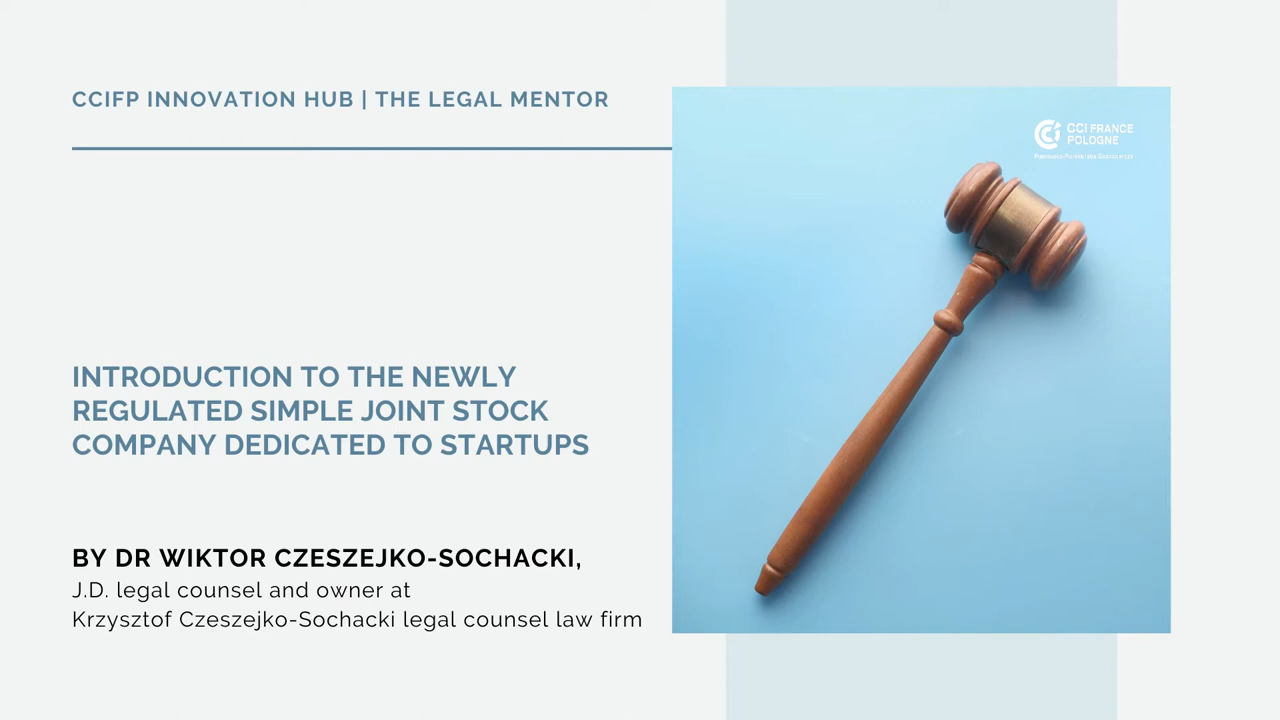 CCIFP INNOVATION HUB | THE LEGAL MENTOR
CCI FRANCE
POLOGNE
INTRODUCTION TO THE NEWLY
REGULATED SIMPLE JOINT STOCK
COMPANY DEDICATED TO STARTUPS
BY DR WIKTOR CZESZEJKO-SOCHACKI,
J.D. legal counsel and owner at
Krzysztof Czeszejko-Sochacki legal counsel law firm